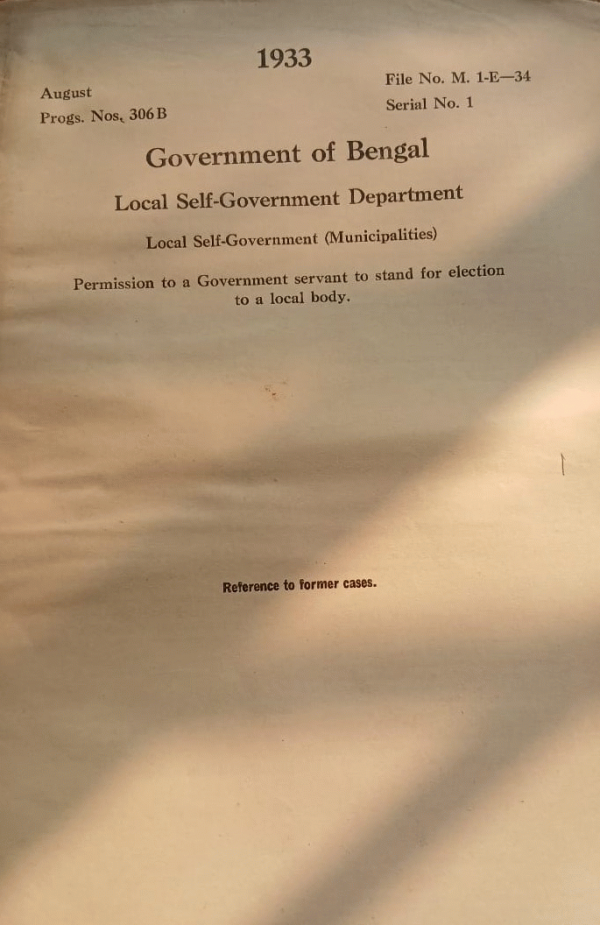 1933
August
File No. M. 1-E—34
Progs. Nos. 306 B
Serial No. 1
Government of Bengal
Local Self-Government Department
Local Self-Government (Municipalities)
Permission to a Government servant to stand for election
to a local body.
Reference to former cases.